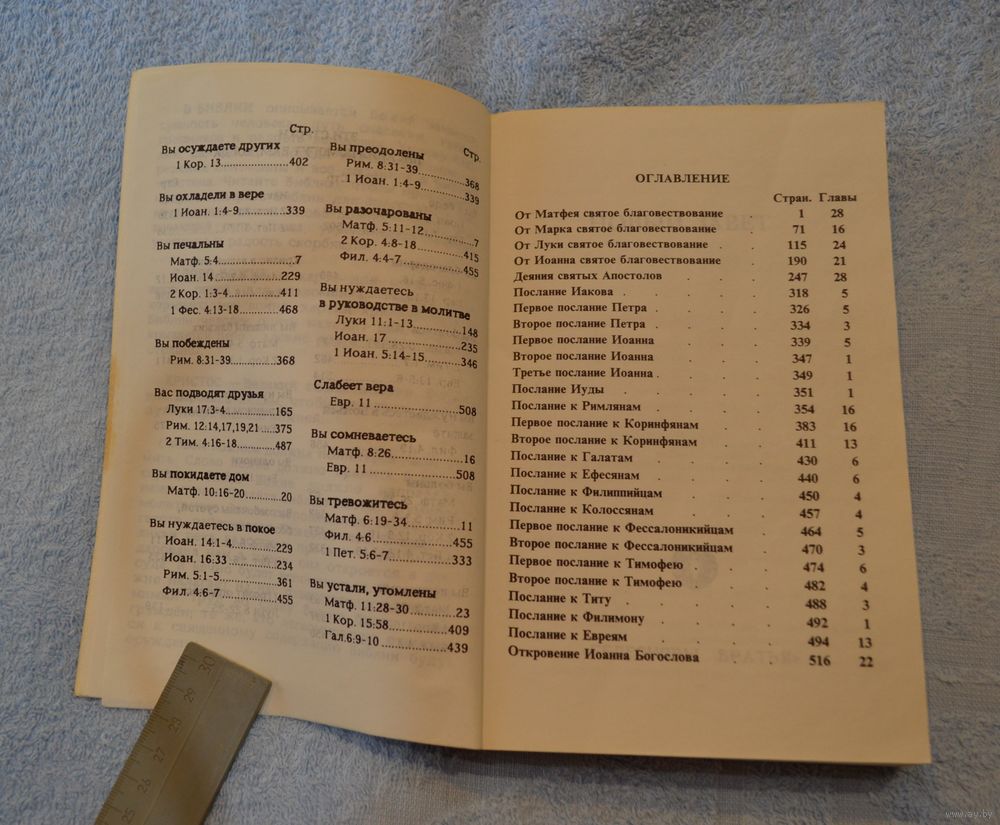 Стр.
Вы осуждаете других
1 Кор. 13..................402
Вы охладели в вере
1 Иоан. 1:4-9.............339
Вы печальны
Матф. 5:4....................7
Иоан. 14....................229
2 Кор. 1:3-4...............411
1 Фес. 4:13-18...........468
Вы побеждены
Рим. 8:31-39..............368
Вас подводят друзья
Луки 17:3-4................165
Рим. 12:14,17,19,21....375
2 Тим. 4:16-18............487
Вы покидаете дом
Матф. 10:16-20...........20
Вы нуждаетесь в покое
Иоан. 14:1-4..............229
Иоан. 16:33...............234
Рим. 5:1-5.................361
Фил. 4:6-7.................455
Стр.
Вы преодолены
Рим. 8:31-39..............368
1 Иоан. 1:4-9.............339
Вы разочарованы
Матф. 5:11-12..............7
2 Кор. 4:8-18.............415
Фил. 4:4-7.................455
Вы нуждаетесь
в руководстве в молитве
Луки 11:1-13..............148
Иоан. 17....................235
1 Иоан. 5:14-15..........346
Слабеет вера
Евр. 11.....................508
Вы сомневаетесь
Матф. 8:26.................16
Евр. 11.....................508
Вы тревожитесь
Матф. 6:19-34.............11
Фил. 4:6....................455
1 Пет. 5:6-7...............333
Вы устали, утомлены
Матф. 11:28-30...........23
1 Кор. 15:58..............409
Гал.6:9-10.................439
ОГЛАВЛЕНИЕ
Стран. Главы
От Матфея святое благовествование 1 28
От Марка святое благовествование 71 16
От Луки святое благовествование . . 115 24
От Иоанна святое благовествование . 190 21
Деяния святых Апостолов . . . 247 28
Послание Иакова . . . . . 318 5
Первое послание Петра . . . . 326 5
Второе послание Петра . . . . 334 3
Первое послание Иоанна . . . 339 5
Второе послание Иоанна . . . 347 1
Третье послание Иоанна . . . . 349 1
Послание Иуды . . . . . 351 1
Послание к Римлянам . . . . 354 16
Первое послание к Коринфянам . . 383 16
Второе послание к Коринфянам . . 411 13
Послание к Галатам . . . . 430 6
Послание к Ефесянам . . . . 440 6
Послание к Филиппийцам . . . 450 4
Послание к Колоссянам . . . 457 4
Первое послание к Фессалоникийцам . 464 5
Второе послание к Фессалоникийцам . 470 3
Первое послание к Тимофею . . . 474 6
Второе послание к Тимофею . . . 482 4
Послание к Титу . . . . . 488 3
Послание к Филимону . . . . 492 1
Послание к Евреям . . . . 494 13
Откровение Иоанна Богослова . . 516 22
30
29
27
26
25
www.ay.by